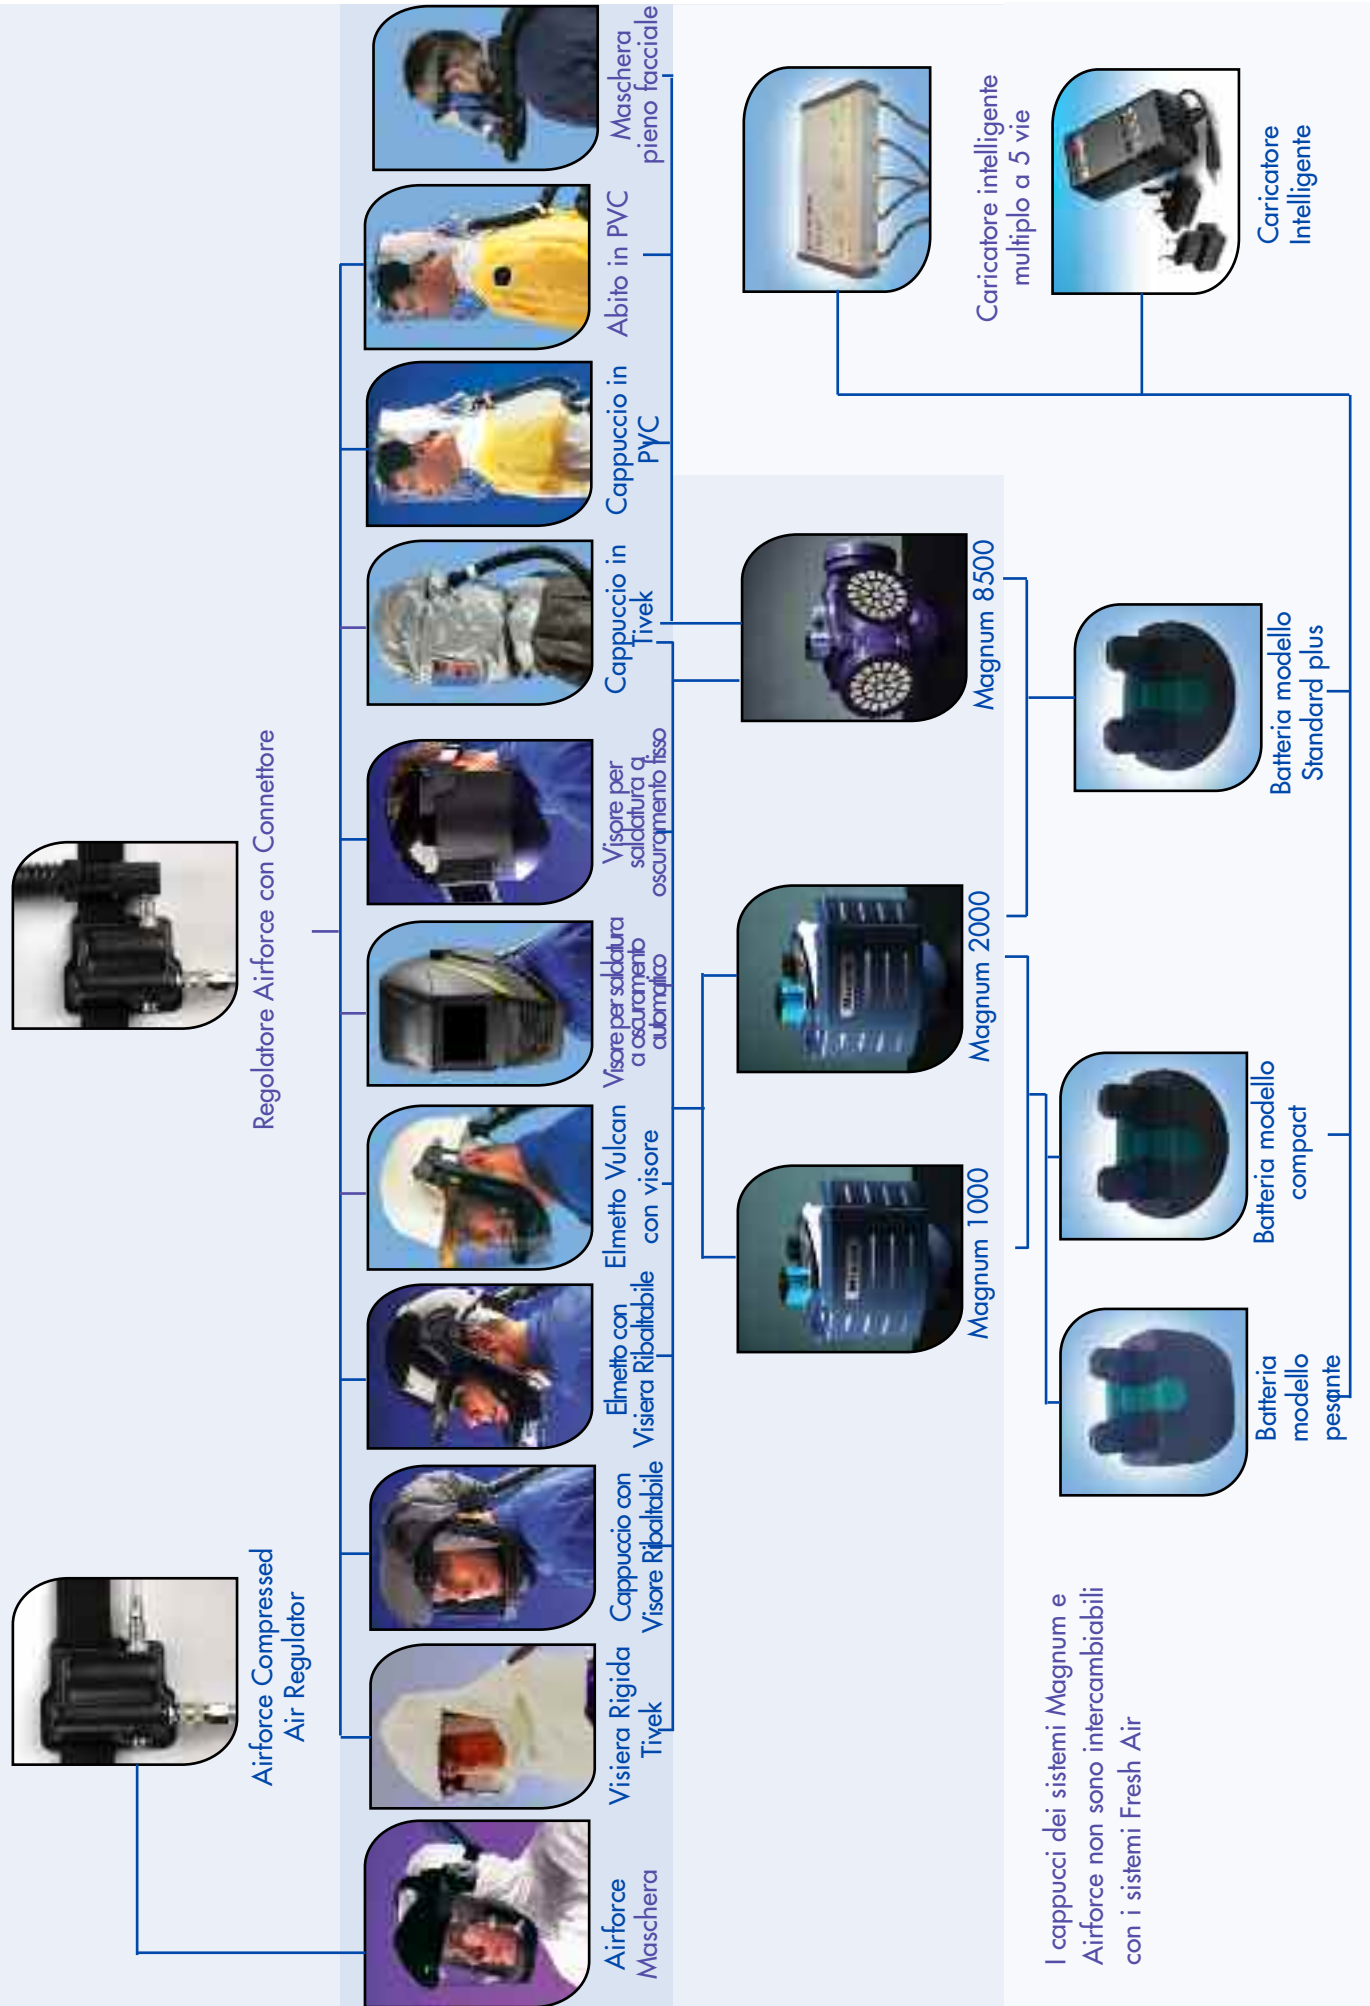 Regolatore Airforce con Connettore
Airforce Compressed
Air Regulator
Airforce
Maschera
Visiera Rigida
Tivek
Cappuccio con
Visore Ribaltabile
Elmetto con
Visiera Ribaltabile
Elmetto Vulcan
con visore
Visore per saldatura
a oscuramento
automatico
Visore per
saldatura a
oscuramento fisso
Cappuccio in
Tivek
Cappuccio in
PVC
Abito in PVC
Maschera
pieno facciale
Magnum 1000
Magnum 2000
Magnum 8500
Caricatore intelligente
multiplo a 5 vie
Caricatore
Intelligente
Batteria
modello
pesante
Batteria modello
compact
Batteria modello
Standard plus
I cappucci dei sistemi Magnum e
Airforce non sono intercambiabili
con i sistemi Fresh Air